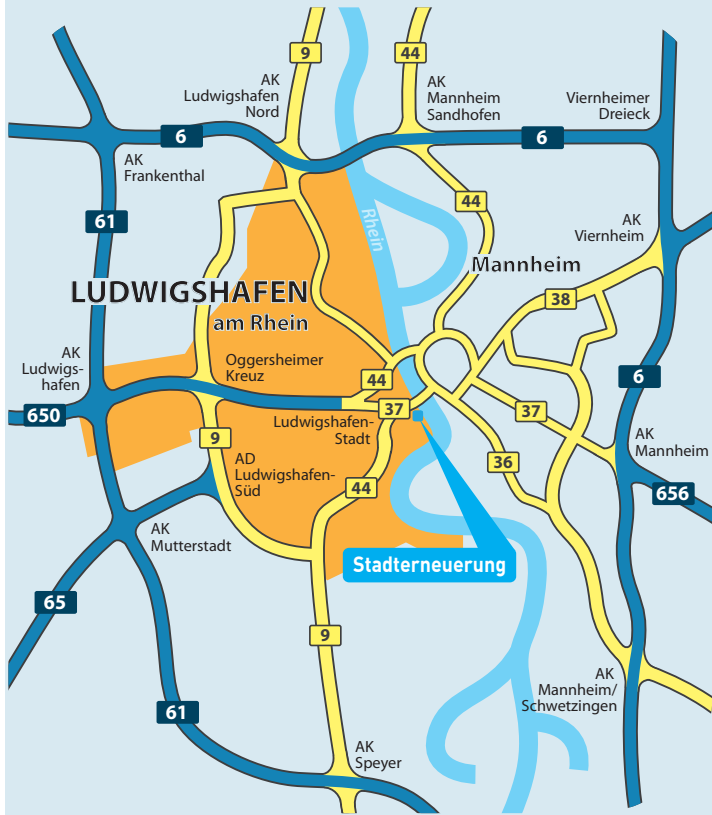 9
44
AK
Ludwigshafen
Nord
AK
Mannheim
Sandhofen
Viernheimer
Dreieck
6
6
AK
Frankenthal
61
44
Rhein
AK
Viernheim
Mannheim
LUDWIGSHAFEN
am Rhein
38
AK
Ludwigs-
hafen
Oggersheimer
Kreuz
44
6
650
37
37
Ludwigshafen-
Stadt
9
AK
Mannheim
AD
Ludwigshafen-
Süd
36
44
656
AK
Mutterstadt
Stadterneuerung
65
9
AK
Mannheim/
Schwetzingen
61
AK
Speyer